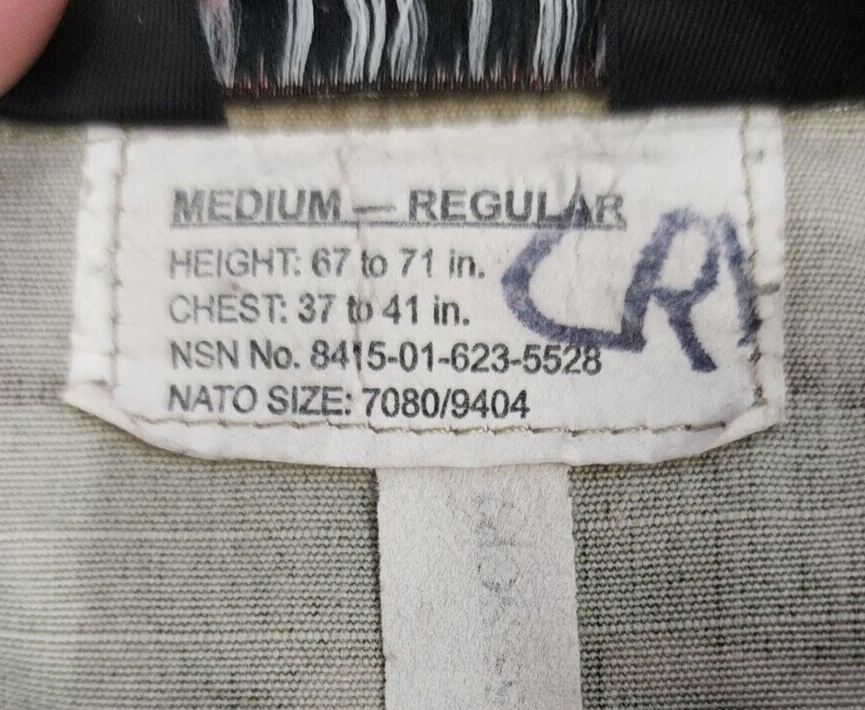 MEDIUM — REGULAR
HEIGHT: 67 to 71 in.
CHEST: 37 to 41 in.
NSN No. 8415-01-623-5528
NATO SIZE: 7080/9404